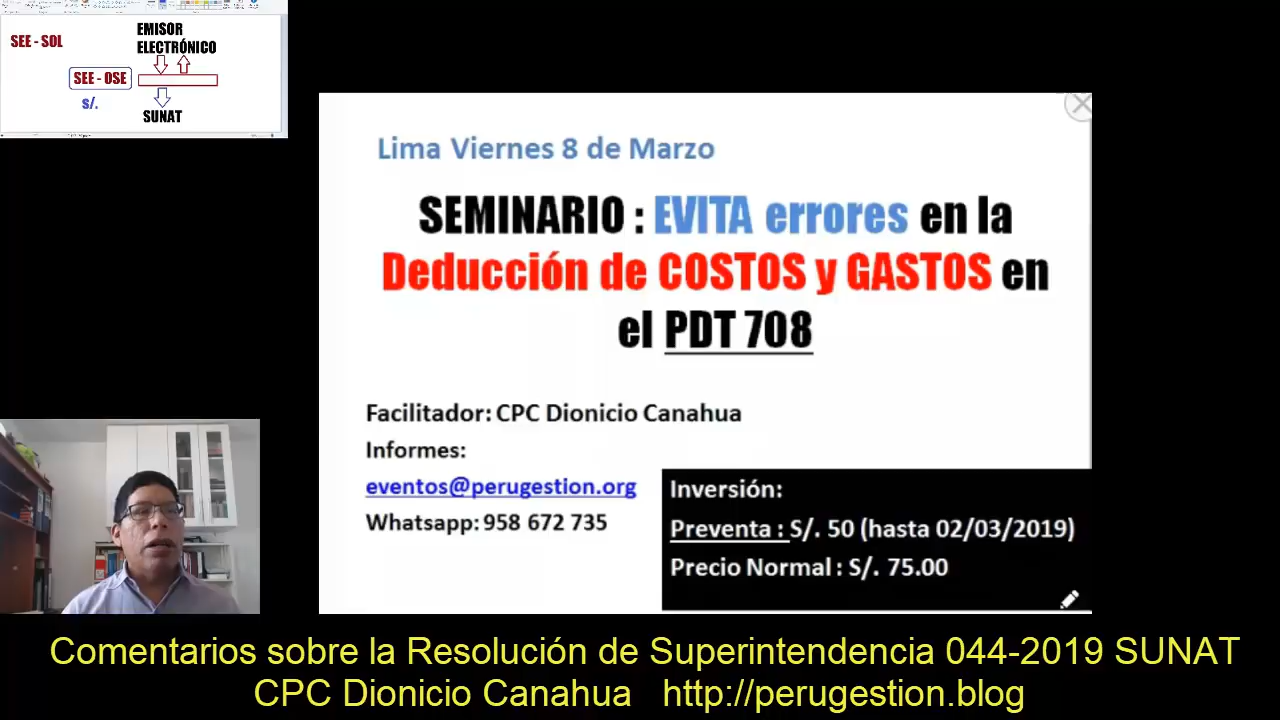 SEE - SOL
EMISOR
ELECTRÓNICO
SEE - OSE
s/.
SUNAT
Lima Viernes 8 de Marzo
SEMINARIO : EVITA errores en la
Deducción de COSTOS y GASTOS en
el PDT 708
Facilitador: CPC Dionicio Canahua
Informes:
eventos@perugestion.org
Whatsapp: 958 672 735
Inversión:
Preventa : S/. 50 (hasta 02/03/2019)
Precio Normal : S/. 75.00
Comentarios sobre la Resolución de Superintendencia 044-2019 SUNAT
CPC Dionicio Canahua http://perugestion.blog